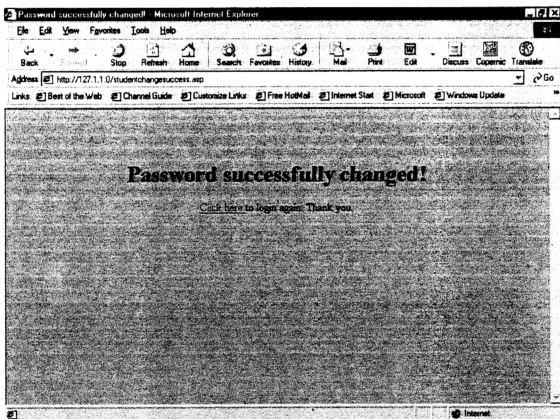 Password successfully changed! - Microsoft Internet Explorer
File Edit View Favorites Tools Help
Back Forward Stop Refresh Home Search Favorites History Mail Print Edit Discuss Copernic Translate
Address http://127.1.1.0/studentchangesuccess.asp Go
Links Best of the Web Channel Guide Customize Links Free HotMail Internet Start Microsoft Windows Update
Password successfully changed!
Click here to login again. Thank you.
Internet